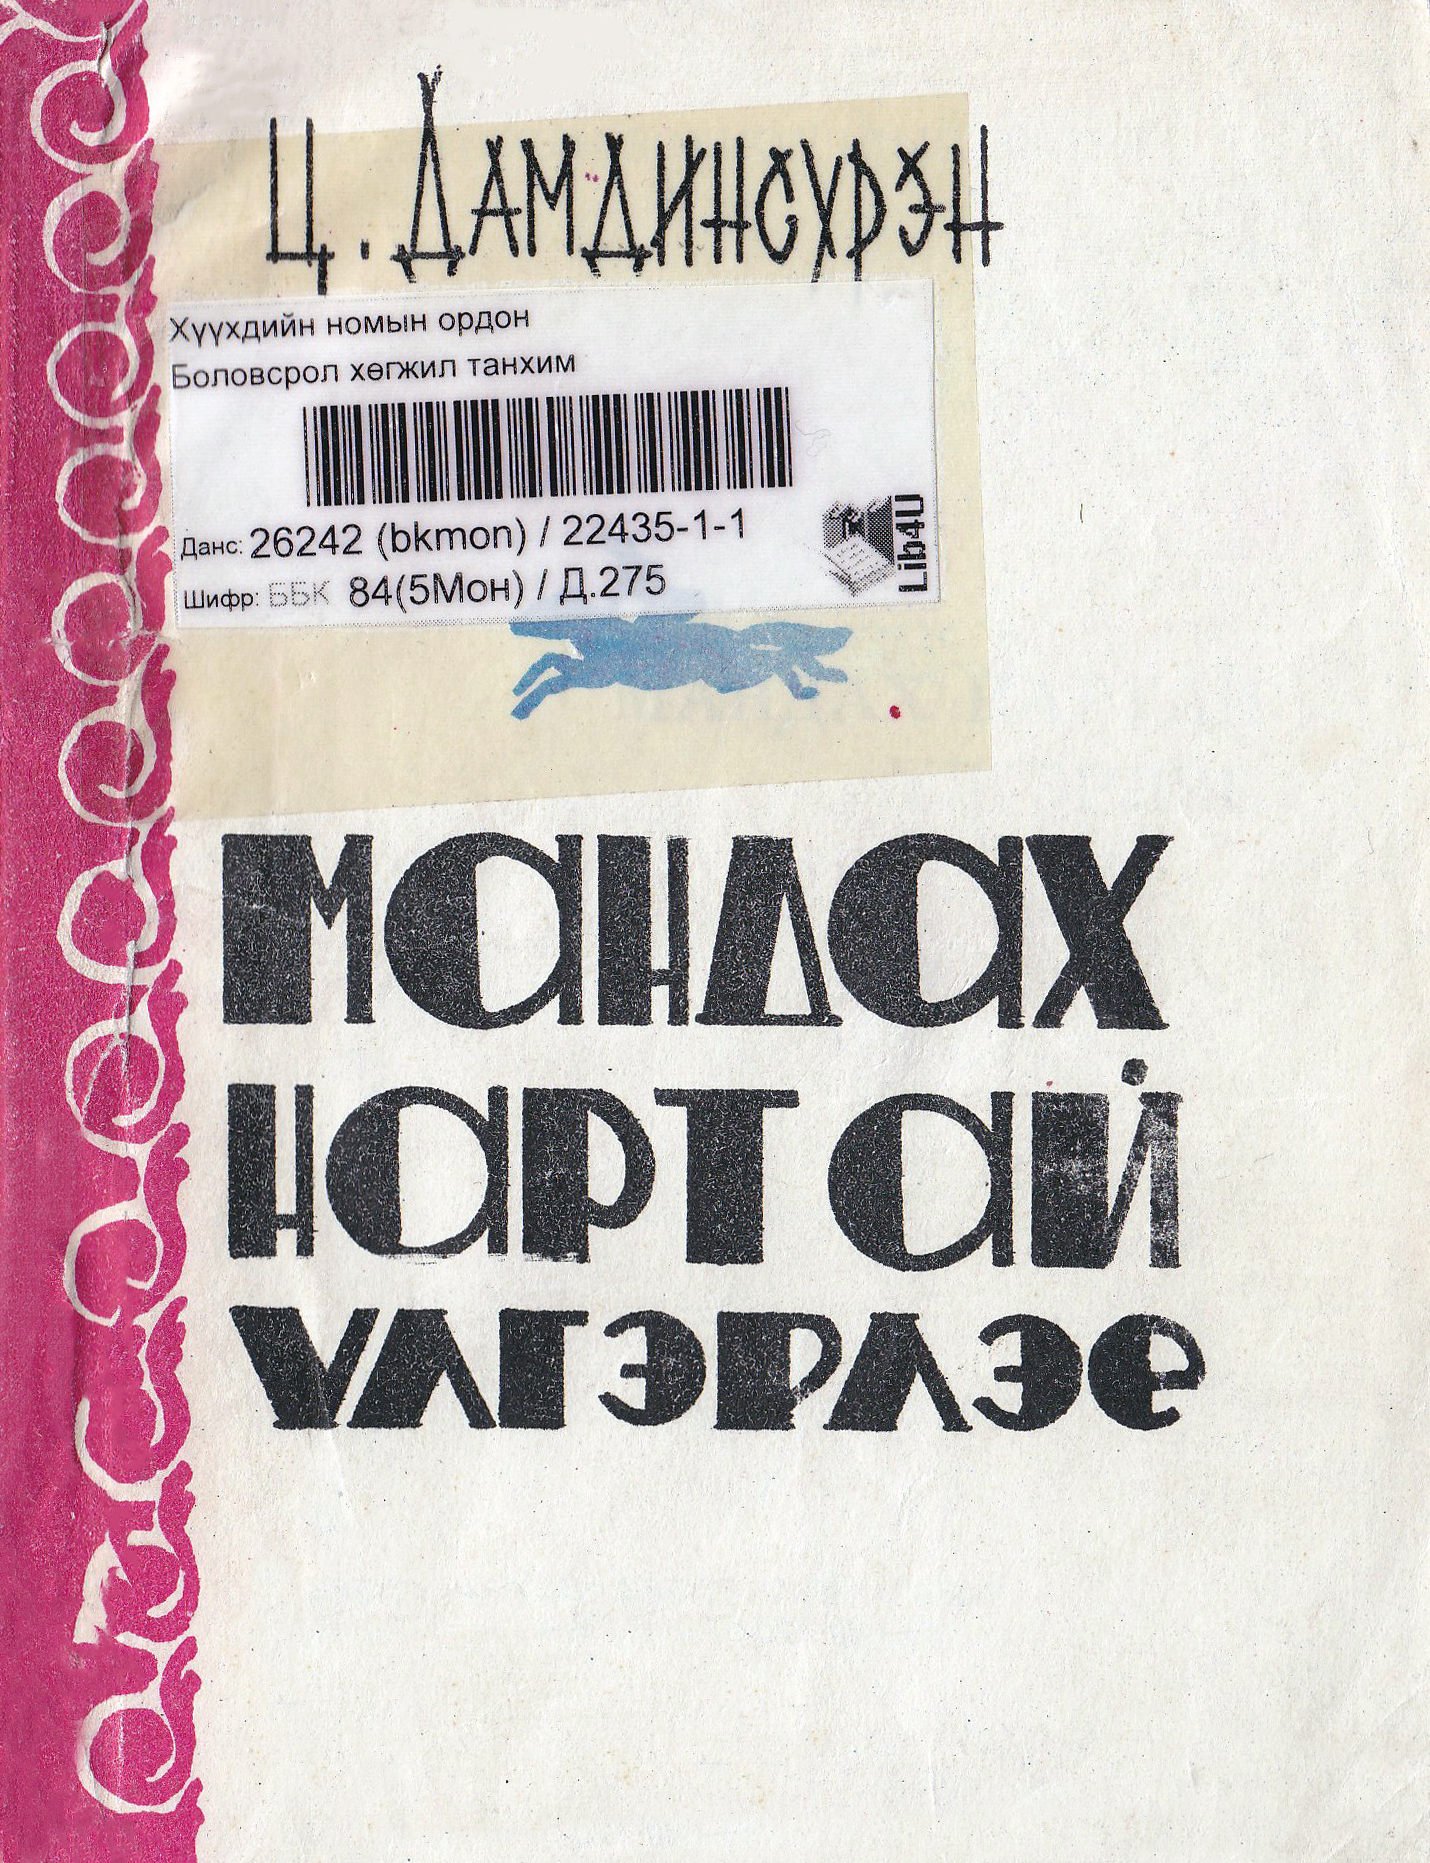 Ц. ДАМДИНСҮРЭН
Хүүхдийн номын ордон
Боловсрол хөгжил танхим
Данс: 26242 (bkmon) / 22435-1-1
Шифр: ББК 84(5Мон) / Д.275
Lib4U
МАНДАХ
НАРТАЙ
ҮЛГЭРЛЭЕ